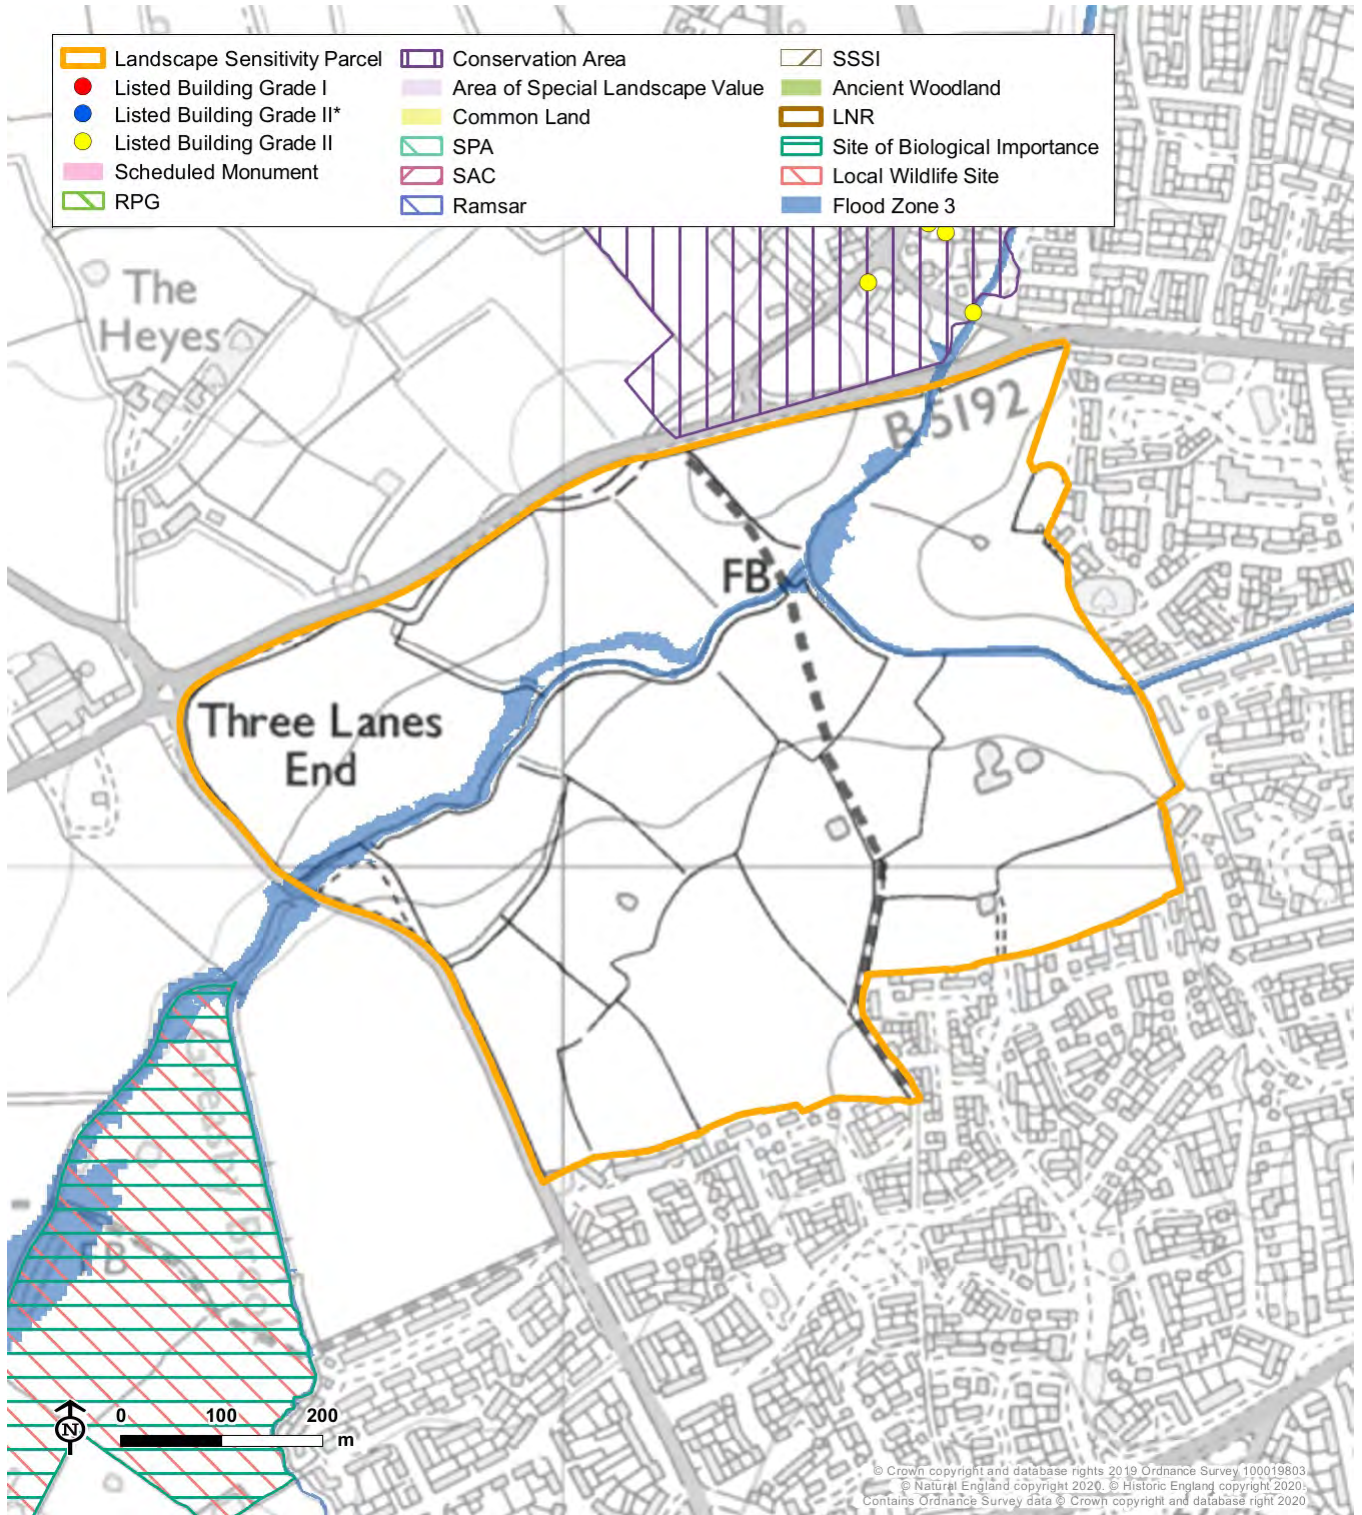 Landscape Sensitivity Parcel
Listed Building Grade I
Listed Building Grade II*
Listed Building Grade II
Scheduled Monument
RPG
Conservation Area
Area of Special Landscape Value
Common Land
SPA
SAC
Ramsar
SSSI
Ancient Woodland
LNR
Site of Biological Importance
Local Wildlife Site
Flood Zone 3
The
Heyes
B 5192
FB
Three Lanes
End
Greasby Brook
FB
N
0 100 200
m
© Crown copyright and database rights 2019 Ordnance Survey 100019803
© Natural England copyright 2020. © Historic England copyright 2020.
Contains Ordnance Survey data © Crown copyright and database right 2020